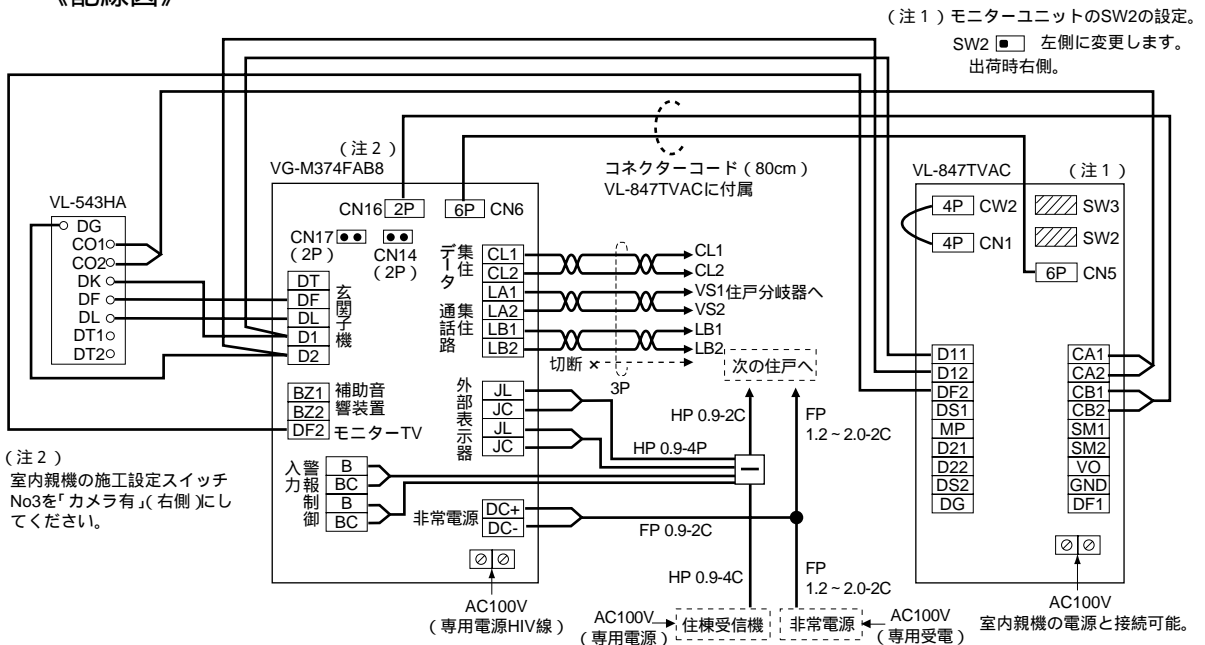 《配線図》
(注1)モニターユニットのSW2の設定。
SW2 左側に変更します。
出荷時右側。
(注2)
VG-M374FAB8
コネクターコード(80cm)
VL-847TVACに付属
VL-847TVAC
(注1)
VL-543HA
DG
CO1
CO2
DK
DF
DL
DT1
DT2
CN16 2P
6P CN6
CN17
(2P)
CN14
(2P)
DT
DF
DL
D1
D2
玄関子機
BZ1
BZ2
補助音
響装置
DF2 モニターTV
警報制御
入力
B
BC
B
BC
集住
データ
CL1
CL2
集住
通話路
LA1
LA2
LB1
LB2
CL1
CL2
VS1住戸分岐器へ
VS2
LB1
LB2
切断 ×
3P
次の住戸へ
外部表示器
JL
JC
JL
JC
HP 0.9-4P
HP 0.9-2C
FP
1.2~2.0-2C
非常電源
DC+
DC-
FP 0.9-2C
HP 0.9-4C
FP
1.2~2.0-2C
AC100V
(専用電源HIV線)
AC100V
(専用電源)
住棟受信機
非常電源
AC100V
(専用受電)
4P CW2
4P CN1
SW3
SW2
6P CN5
D11
D12
DF2
DS1
MP
D21
D22
DS2
DG
CA1
CA2
CB1
CB2
SM1
SM2
VO
GND
DF1
AC100V
室内親機の電源と接続可能。
(注2)
室内親機の施工設定スイッチ
No3を「カメラ有」(右側)にし
てください。